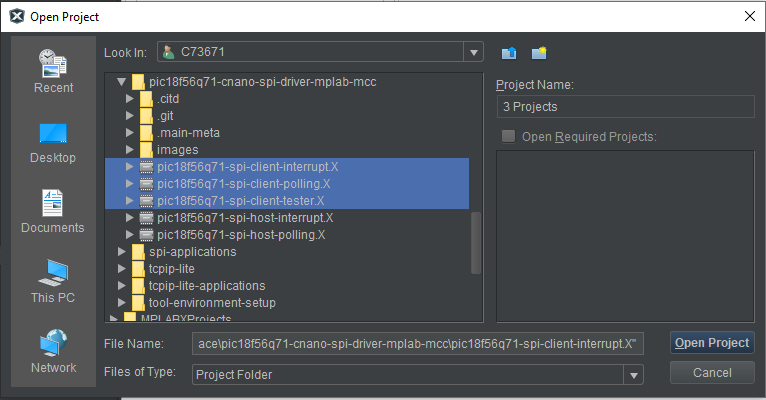 Open Project
Look In: C73671
Recent
Desktop
Documents
This PC
Network
pic18f56q71-cnano-spi-driver-mplab-mcc
.citd
.git
.main-meta
images
pic18f56q71-spi-client-interrupt.X
pic18f56q71-spi-client-polling.X
pic18f56q71-spi-client-tester.X
pic18f56q71-spi-host-interrupt.X
pic18f56q71-spi-host-polling.X
spi-applications
tcpip-lite
tcpip-lite-applications
tool-environment-setup
MPLABXProjects
Project Name:
3 Projects
Open Required Projects:
File Name: ace\pic18f56q71-cnano-spi-driver-mplab-mcc\pic18f56q71-spi-client-interrupt.X"
Files of Type: Project Folder
Open Project
Cancel